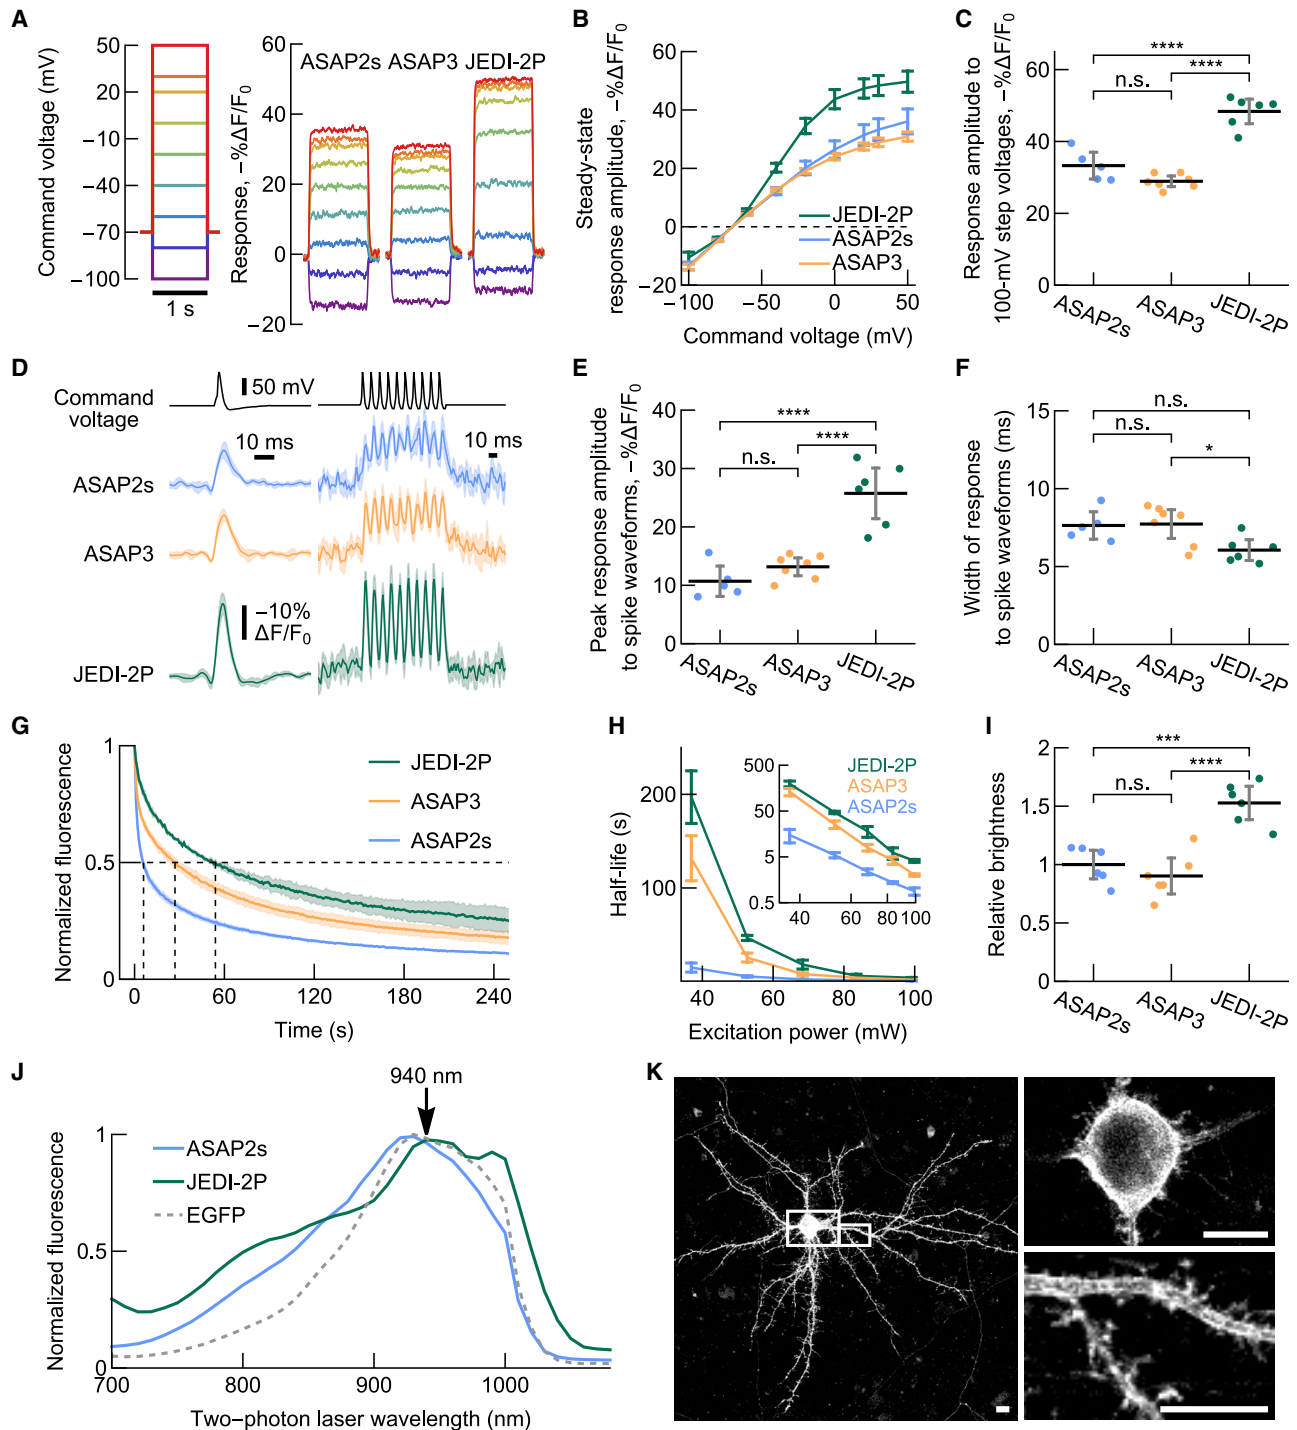 A
Command voltage (mV)
50
20
−10
−40
−70
−100
1 s
Response, −%ΔF/F0
60
40
20
0
−20
ASAP2s
ASAP3
JEDI-2P
B
Steady-state
response amplitude, −%ΔF/F0
60
40
20
0
−20
−100
−50
0
50
Command voltage (mV)
JEDI-2P
ASAP2s
ASAP3
C
Response amplitude to
100-mV step voltages, −%ΔF/F0
60
40
20
0
****
****
n.s.
ASAP2s
ASAP3
JEDI-2P
D
Command
voltage
50 mV
10 ms
10 ms
ASAP2s
ASAP3
−10%
ΔF/F0
JEDI-2P
E
Peak response amplitude
to spike waveforms, −%ΔF/F0
40
30
20
10
0
****
****
n.s.
ASAP2s
ASAP3
JEDI-2P
F
Width of response
to spike waveforms (ms)
15
10
5
0
n.s.
n.s.
*
ASAP2s
ASAP3
JEDI-2P
G
Normalized fluorescence
1
0.5
0
0
60
120
180
240
Time (s)
JEDI-2P
ASAP3
ASAP2s
H
Half-life (s)
200
100
40
60
80
100
Excitation power (mW)
500
50
5
0.5
40
60
80
100
JEDI-2P
ASAP3
ASAP2s
I
Relative brightness
2
1.5
1
0.5
0
***
****
n.s.
ASAP2s
ASAP3
JEDI-2P
J
940 nm
Normalized fluorescence
1
0.5
0
700
800
900
1000
Two−photon laser wavelength (nm)
ASAP2s
JEDI-2P
EGFP
K